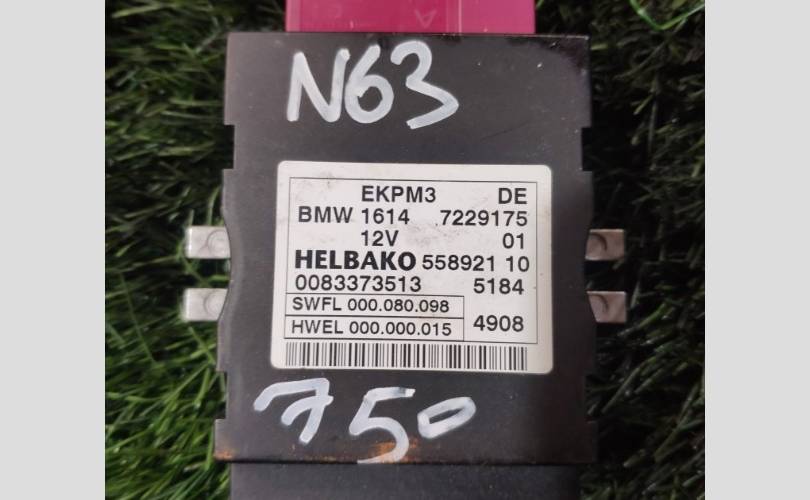 N63
EKPM3 DE
BMW 1614 7229175
12V 01
HELBAKO 558921 10
0083373513 5184
SWFL 000.080.098
HWEL 000.000.015 4908
750